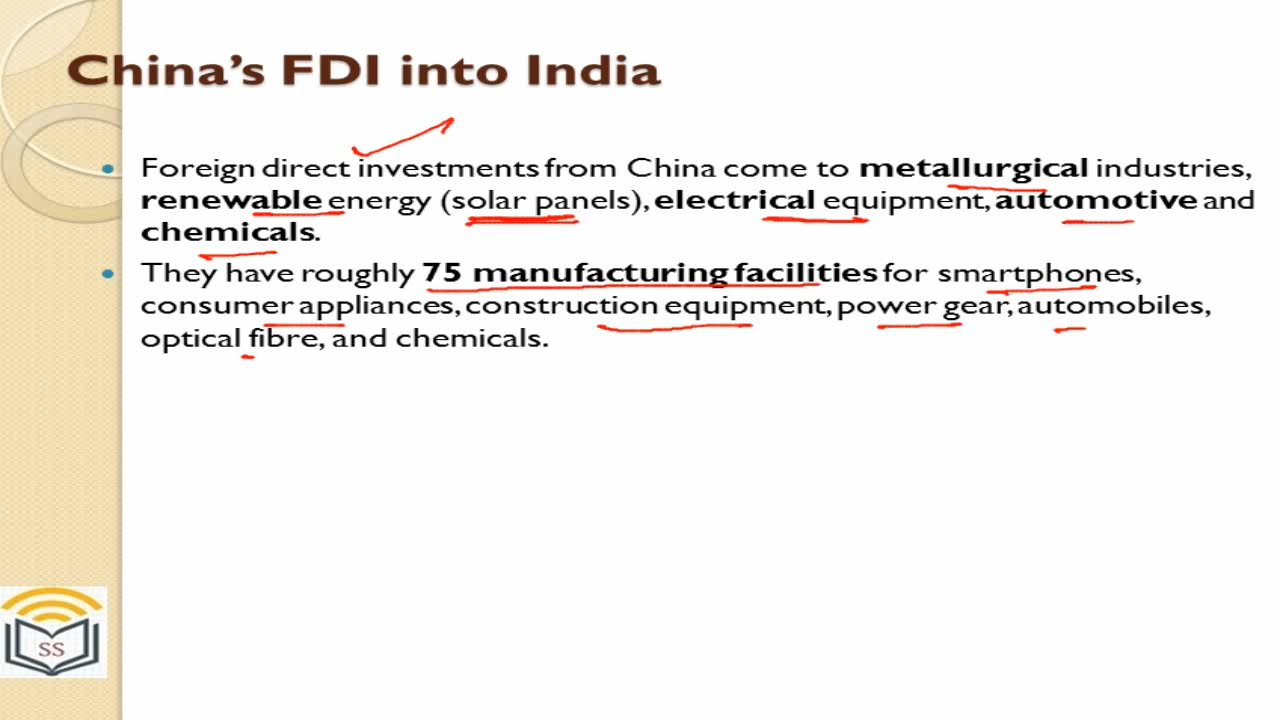 China’s FDI into India
Foreign direct investments from China come to metallurgical industries,
renewable energy (solar panels), electrical equipment, automotive and
chemicals.
They have roughly 75 manufacturing facilities for smartphones,
consumer appliances, construction equipment, power gear, automobiles,
optical fibre, and chemicals.
SS